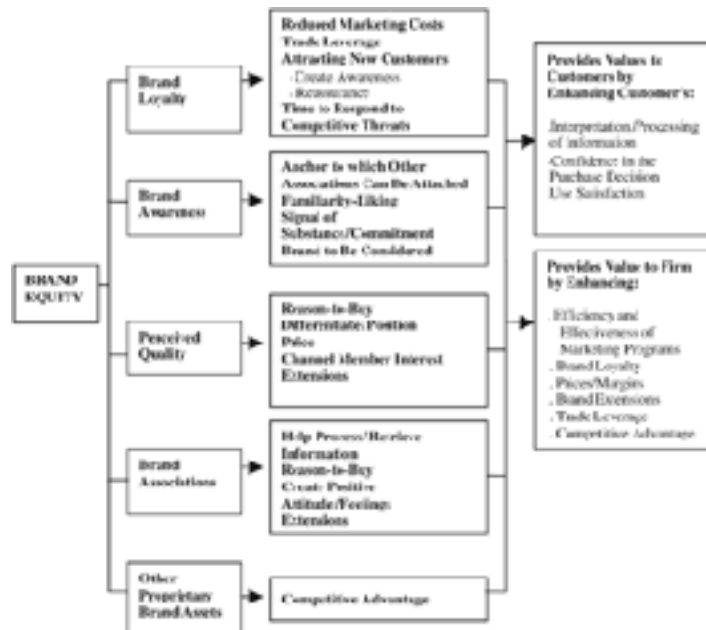 BRAND
EQUITY
Brand
Loyalty
Reduced Marketing Costs
Trade Leverage
Attracting New Customers
. Create Awareness
. Reassurance
Time to Respond to
Competitive Threats
Brand
Awareness
Anchor to which Other
Associations Can Be Attached
Familiarity-Liking
Signal of
Substance/Commitment
Brand to Be Considered
Perceived
Quality
Reason-to-Buy
Differentiate/Position
Price
Channel Member Interest
Extensions
Brand
Associations
Help Process/Retrieve
Information
Reason-to-Buy
Create Positive
Attitude/Feelings
Extensions
Other
Proprietary
Brand Assets
Competitive Advantage
Provides Values to
Customers by
Enhancing Customer's:
.Interpretation/Processing
of Information
.Confidence in the
Purchase Decision
Use Satisfaction
Provides Value to Firm
by Enhancing:
. Efficiency and
Effectiveness of
Marketing Programs
. Brand Loyalty
. Prices/Margins
. Brand Extensions
. Trade Leverage
. Competitive Advantage